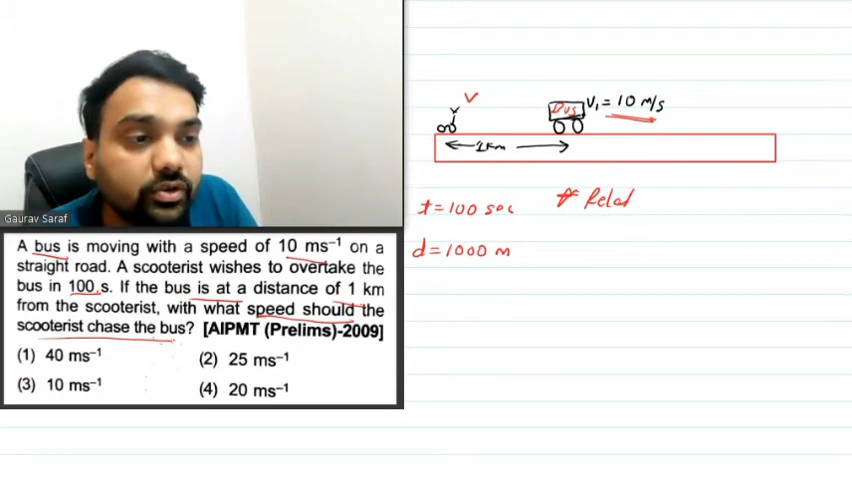 Gaurav Saraf
A bus is moving with a speed of 10 ms⁻¹ on a
straight road. A scooterist wishes to overtake the
bus in 100 s. If the bus is at a distance of 1 km
from the scooterist, with what speed should the
scooterist chase the bus? [AIPMT (Prelims)-2009]
(1) 40 ms⁻¹
(2) 25 ms⁻¹
(3) 10 ms⁻¹
(4) 20 ms⁻¹
V
Bus
V₁ = 10 m/s
1km
t = 100 sec
* Relat
d = 1000 m